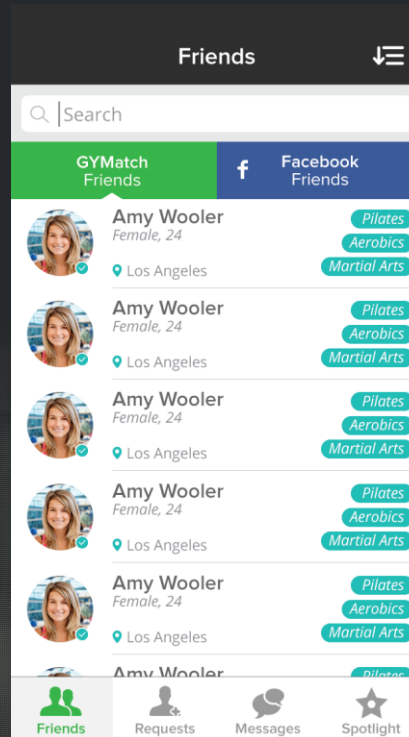 Friends
Search
GYMatch
Friends
f Facebook
Friends
Amy Wooler
Female, 24
Los Angeles
Pilates
Aerobics
Martial Arts
Amy Wooler
Female, 24
Los Angeles
Pilates
Aerobics
Martial Arts
Amy Wooler
Female, 24
Los Angeles
Pilates
Aerobics
Martial Arts
Amy Wooler
Female, 24
Los Angeles
Pilates
Aerobics
Martial Arts
Amy Wooler
Female, 24
Los Angeles
Pilates
Aerobics
Martial Arts
Amy Wooler
Pilates
Friends
Requests
Messages
Spotlight